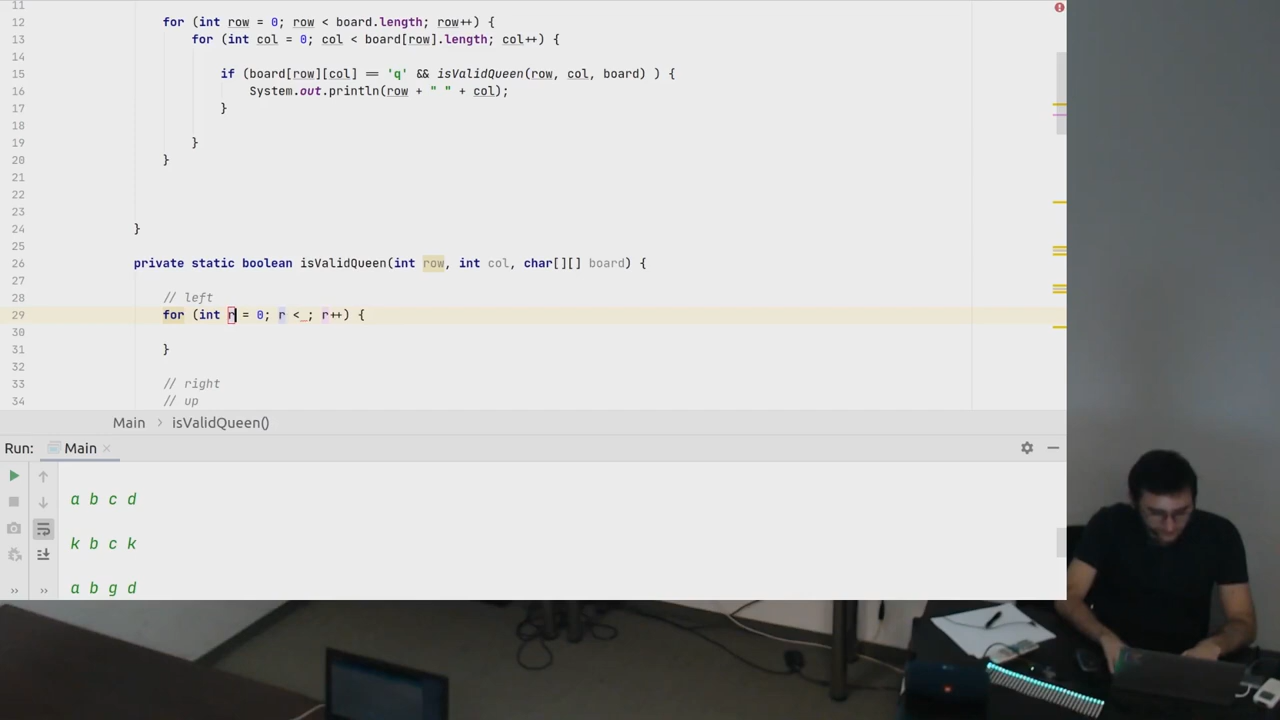 11
12 for (int row = 0; row < board.length; row++) {
13 for (int col = 0; col < board[row].length; col++) {
14
15 if (board[row][col] == 'q' && isValidQueen(row, col, board) ) {
16 System.out.println(row + " " + col);
17 }
18
19 }
20 }
21
22
23
24 }
25
26 private static boolean isValidQueen(int row, int col, char[][] board) {
27
28 // left
29 for (int r = 0; r <_; r++) {
30
31 }
32
33 // right
34 // up
Main > isValidQueen()
Run: Main ×
a b c d
k b c k
a b g d